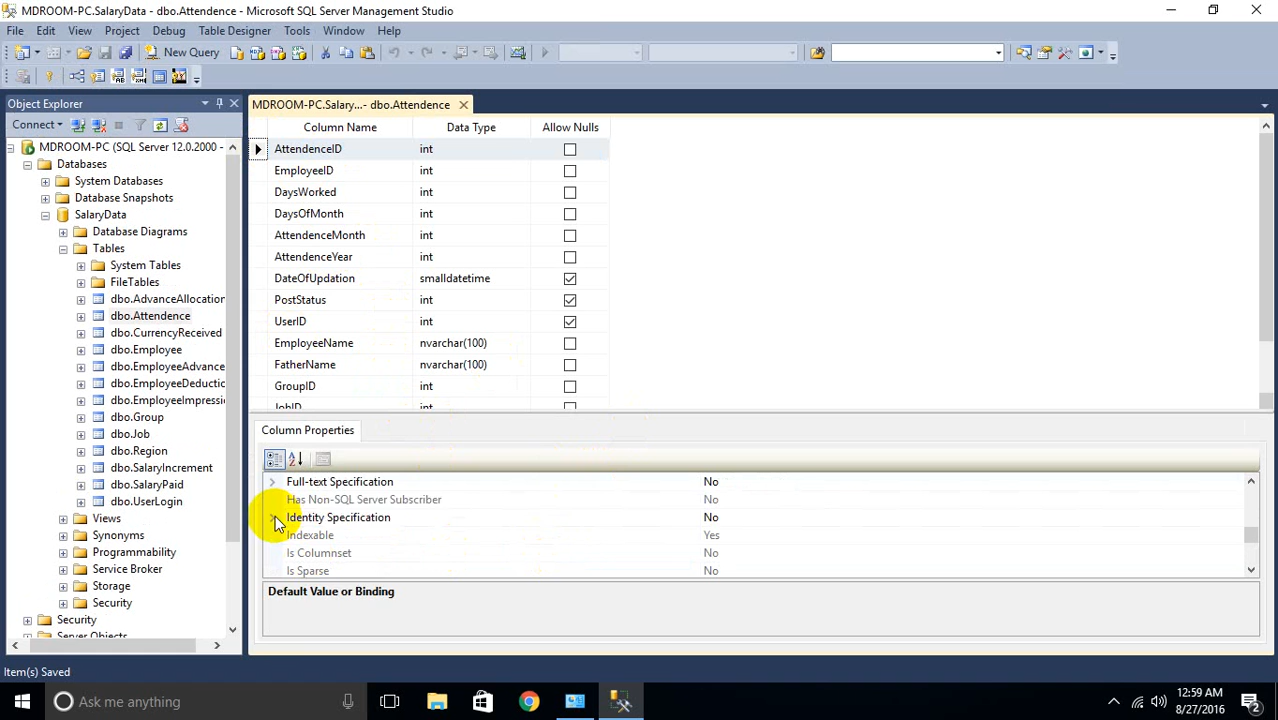 MDROOM-PC.SalaryData - dbo.Attendence - Microsoft SQL Server Management Studio
File Edit View Project Debug Table Designer Tools Window Help
New Query
Object Explorer
Connect
MDROOM-PC (SQL Server 12.0.2000 -
Databases
System Databases
Database Snapshots
SalaryData
Database Diagrams
Tables
System Tables
FileTables
dbo.AdvanceAllocation
dbo.Attendence
dbo.CurrencyReceived
dbo.Employee
dbo.EmployeeAdvance
dbo.EmployeeDeductic
dbo.EmployeeImpressi
dbo.Group
dbo.Job
dbo.Region
dbo.SalaryIncrement
dbo.SalaryPaid
dbo.UserLogin
Views
Synonyms
Programmability
Service Broker
Storage
Security
Security
Server Objects
MDROOM-PC.Salary...- dbo.Attendence
Column Name Data Type Allow Nulls
AttendenceID int
EmployeeID int
DaysWorked int
DaysOfMonth int
AttendenceMonth int
AttendenceYear int
DateOfUpdation smalldatetime
PostStatus int
UserID int
EmployeeName nvarchar(100)
FatherName nvarchar(100)
GroupID int
JobID int
Column Properties
Full-text Specification No
Has Non-SQL Server Subscriber No
Identity Specification No
Indexable Yes
Is Columnset No
Is Sparse No
Default Value or Binding
Item(s) Saved
Ask me anything
12:59 AM
8/27/2016
2